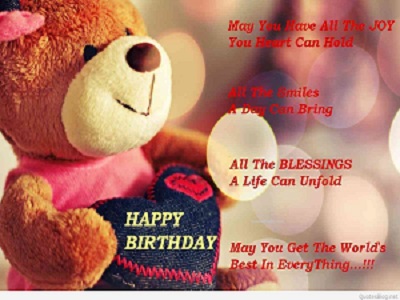 May You Have All The JOY
You Heart Can Hold
All The Smiles
A Day Can Bring
All The BLESSINGS
A Life Can Unfold
May You Get The World's
Best In EveryThing...!!!
HAPPY
BIRTHDAY